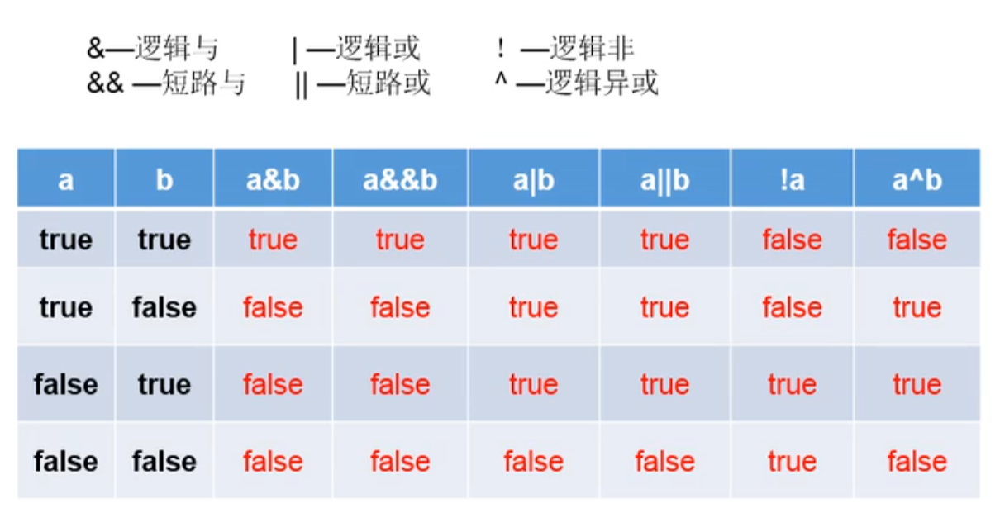 &—逻辑与 | —逻辑或 ! —逻辑非
&& —短路与 || —短路或 ^ —逻辑异或
a b a&b a&&b a|b a||b !a a^b
true true true true true true false false
true false false false true true false true
false true false false true true true true
false false false false false false true false